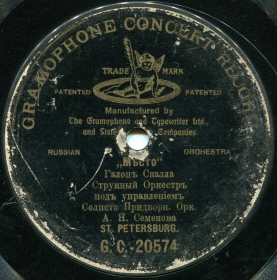 GRAMOPHONE CONCERT RECORD
TRADE MARK
PATENTED PATENTED
Manufactured by
The Gramophone and Typewriter Ltd.,
and Sister Companies.
RUSSIAN ORCHESTRA
„Мѣсто“
Галопъ Скалла
Струнный Оркестръ
подъ управленіемъ
Солиста Придворн. Орк.
А. Н. Семенова
ST. PETERSBURG.
G.C.-20574